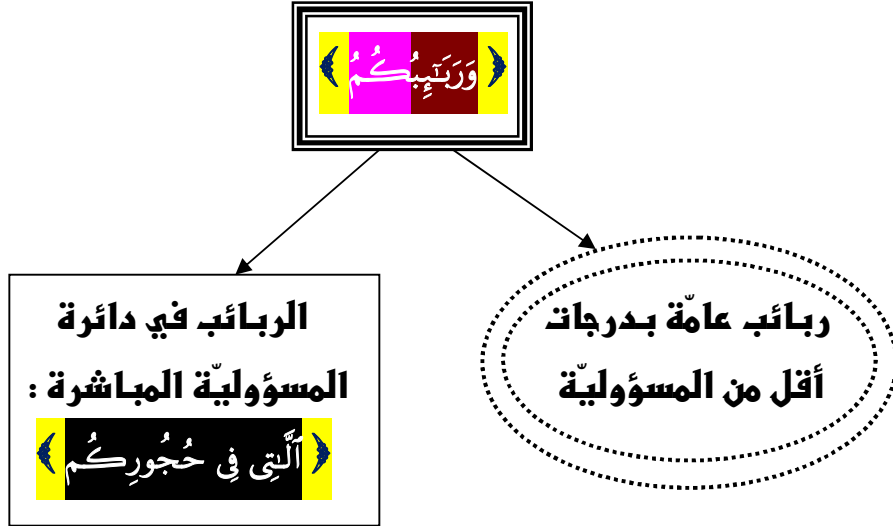 ﴿ وَرَبَٰٓئِبُكُمُ ﴾
ربائب عامّة بدرجات
أقل من المسؤوليّة
الربائب في دائرة
المسؤوليّة المباشرة :
﴿ ٱلَّٰتِى فِى حُجُورِكُم ﴾